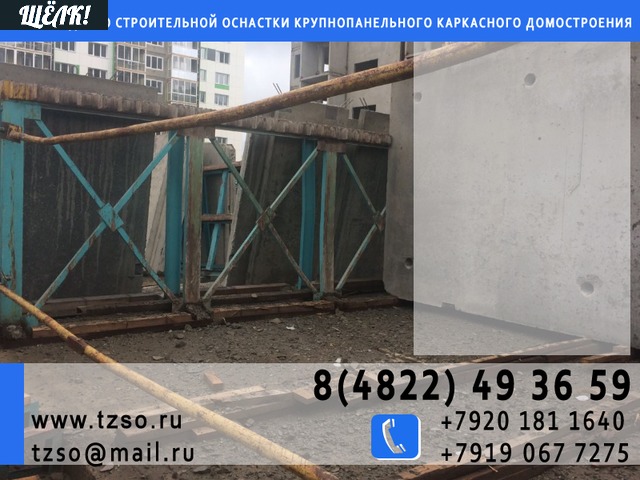 ЩЁЛК!
СТРОИТЕЛЬНОЙ ОСНАСТКИ КРУПНОПАНЕЛЬНОГО КАРКАСНОГО ДОМОСТРОЕНИЯ
8(4822) 49 36 59
www.tzso.ru
+7920 181 1640
tzso@mail.ru
+7919 067 7275